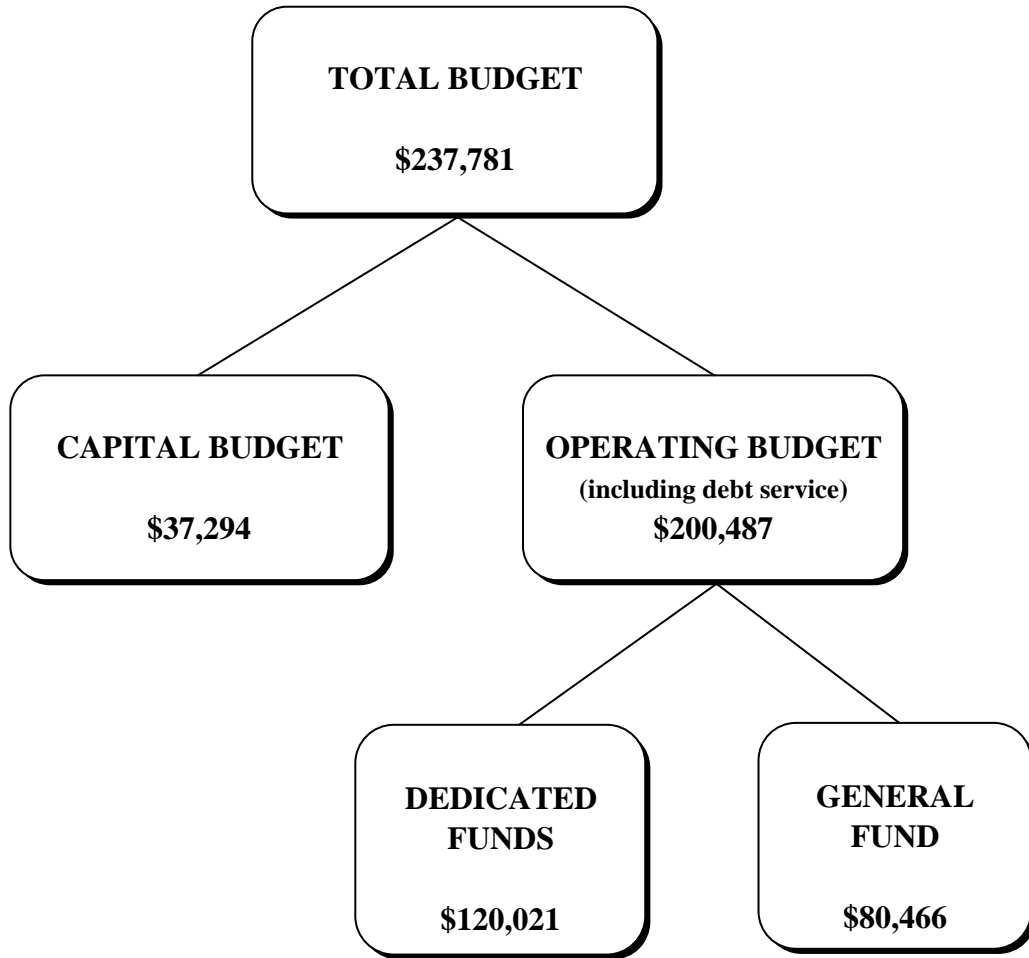 TOTAL BUDGET
$237,781
CAPITAL BUDGET
$37,294
OPERATING BUDGET
(including debt service)
$200,487
DEDICATED
FUNDS
$120,021
GENERAL
FUND
$80,466